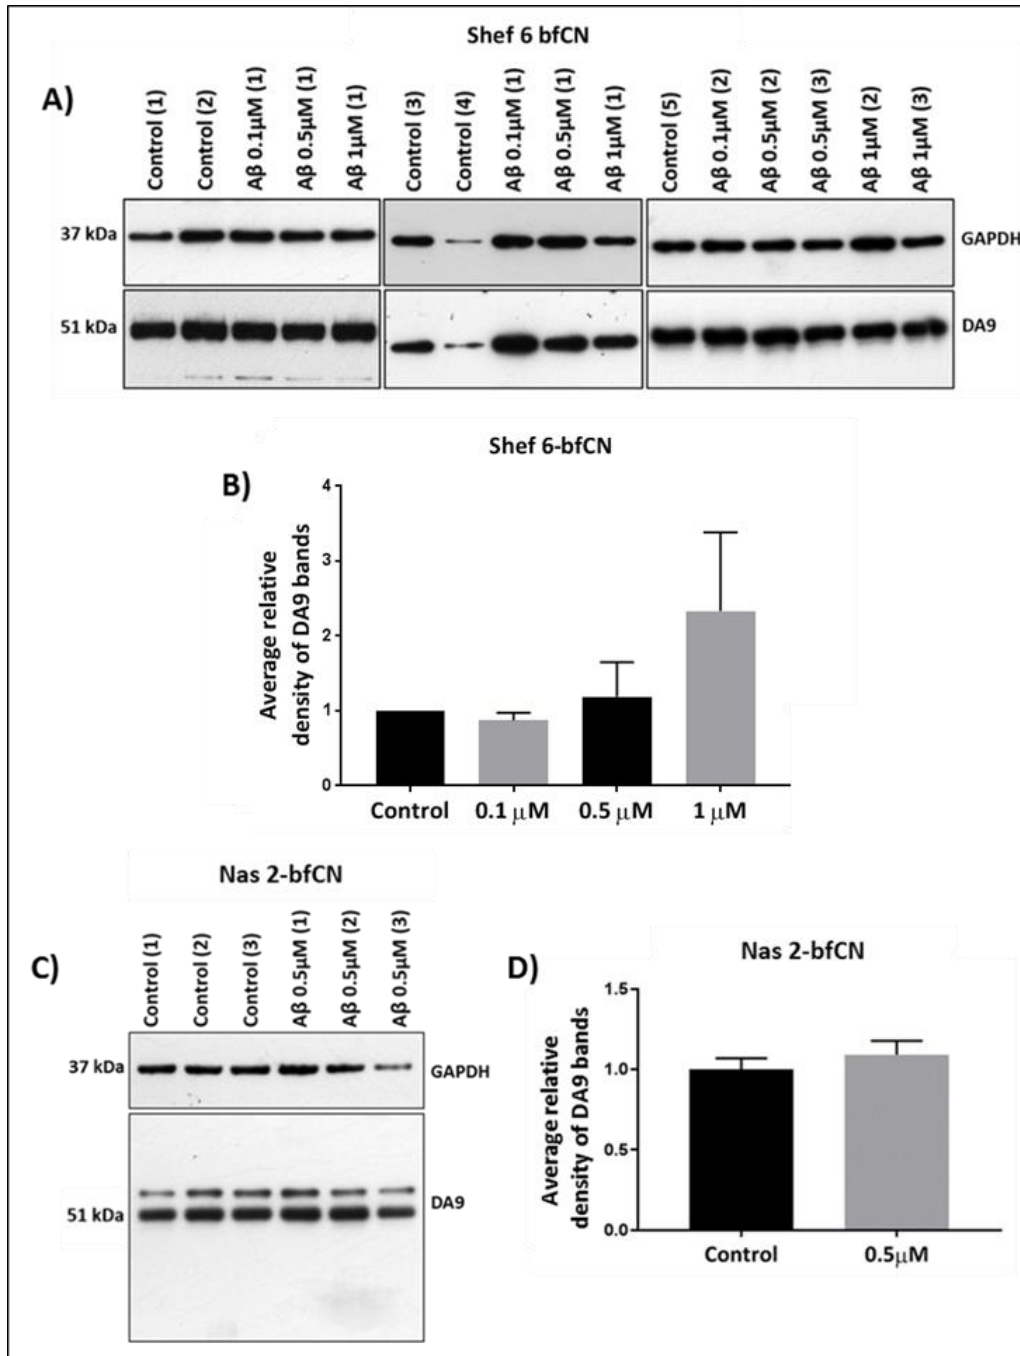 Shef 6 bfCN
A)
Control (1)
Control (2)
Aβ 0.1µM (1)
Aβ 0.5µM (1)
Aβ 1µM (1)
Control (3)
Control (4)
Aβ 0.1µM (1)
Aβ 0.5µM (1)
Aβ 1µM (1)
Control (5)
Aβ 0.1µM (2)
Aβ 0.5µM (2)
Aβ 0.5µM (3)
Aβ 1µM (2)
Aβ 1µM (3)
37 kDa
GAPDH
51 kDa
DA9
Shef 6-bfCN
B)
Average relative
density of DA9 bands
4
3
2
1
0
Control
0.1 µM
0.5 µM
1 µM
Nas 2-bfCN
C)
Control (1)
Control (2)
Control (3)
Aβ 0.5µM (1)
Aβ 0.5µM (2)
Aβ 0.5µM (3)
37 kDa
GAPDH
51 kDa
DA9
D)
Nas 2-bfCN
Average relative
density of DA9 bands
1.5
1.0
0.5
0.0
Control
0.5µM